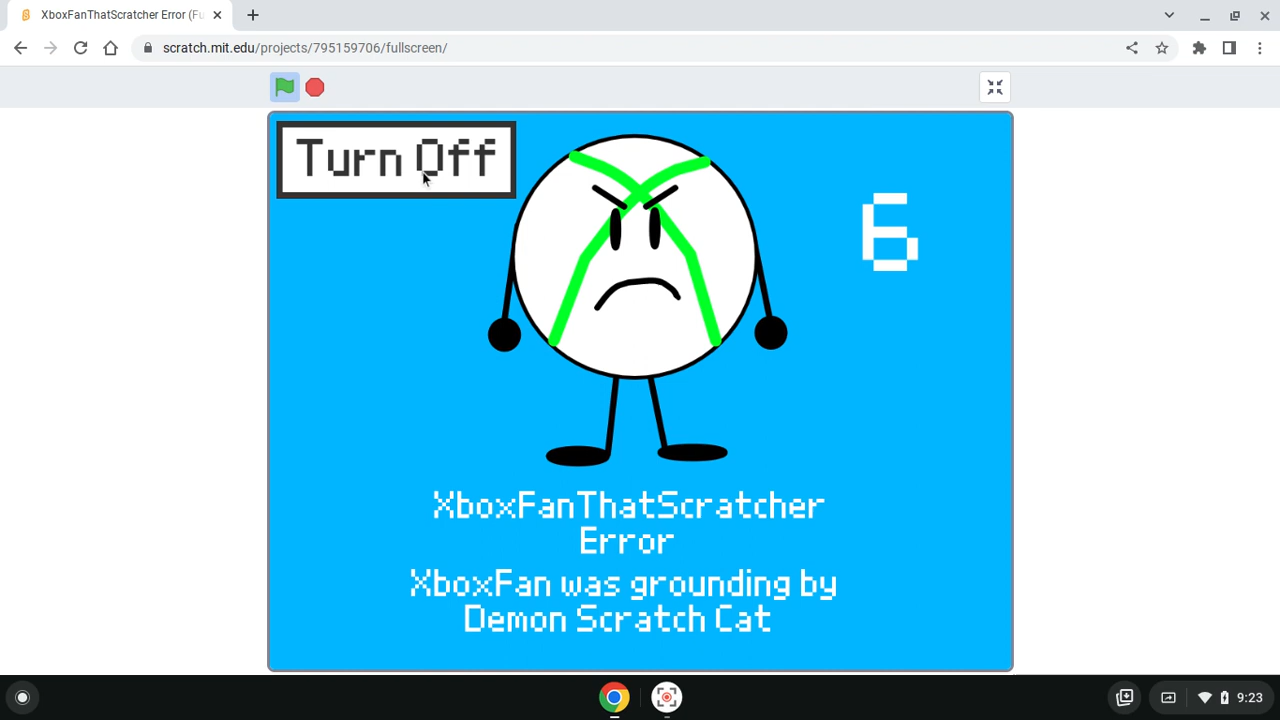 XboxFanThatScratcher Error (Fu
scratch.mit.edu/projects/795159706/fullscreen/
Turn Off
6
XboxFanThatScratcher
Error
XboxFan was grounding by
Demon Scratch Cat
9:23